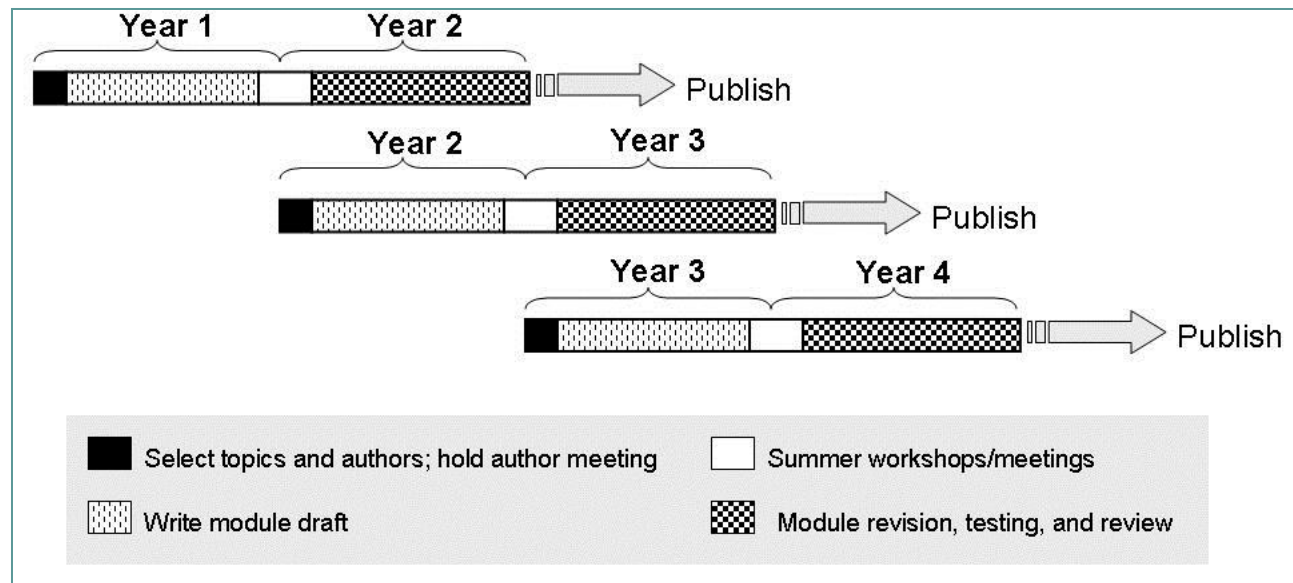 Year 1 Year 2
Publish
Year 2 Year 3
Publish
Year 3 Year 4
Publish
Select topics and authors; hold author meeting
Summer workshops/meetings
Write module draft
Module revision, testing, and review